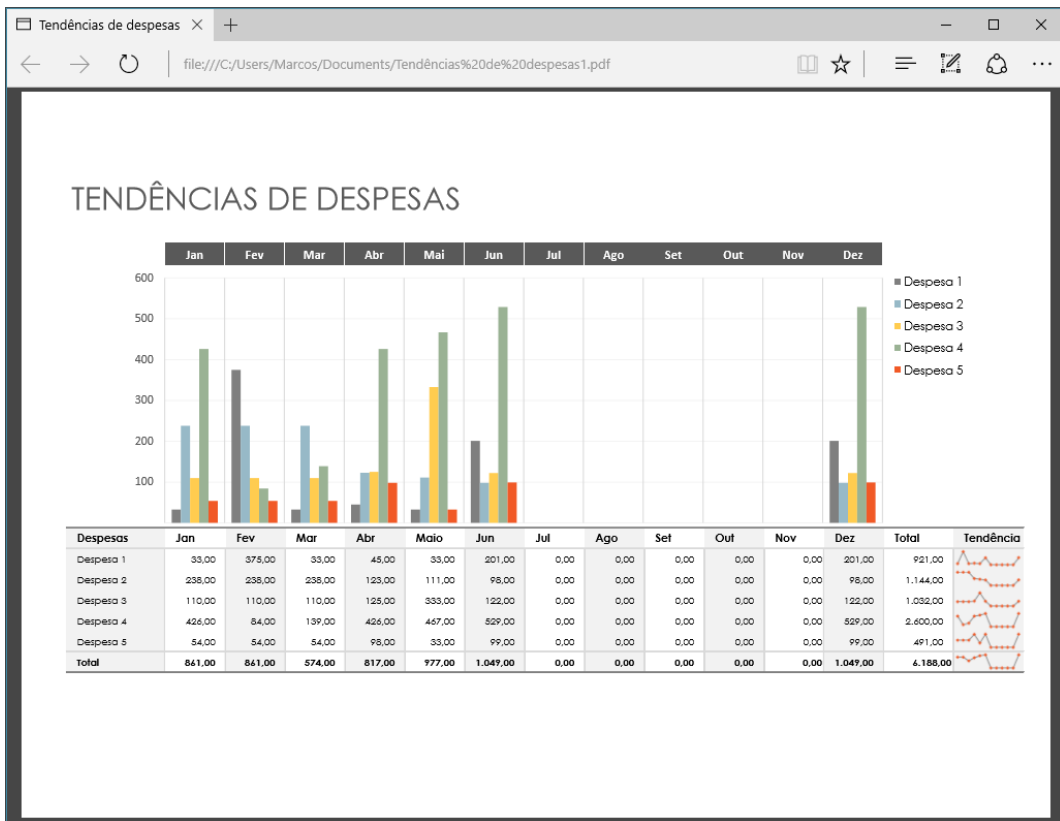 Tendências de despesas
file:///C:/Users/Marcos/Documents/Tendências%20de%20despesas1.pdf
TENDÊNCIAS DE DESPESAS
Jan Fev Mar Abr Mai Jun Jul Ago Set Out Nov Dez
600
500
400
300
200
100
Despesa 1
Despesa 2
Despesa 3
Despesa 4
Despesa 5
Despesas Jan Fev Mar Abr Maio Jun Jul Ago Set Out Nov Dez Total Tendência
Despesa 1 33,00 375,00 33,00 45,00 33,00 201,00 0,00 0,00 0,00 0,00 0,00 201,00 921,00
Despesa 2 238,00 238,00 238,00 123,00 111,00 98,00 0,00 0,00 0,00 0,00 0,00 98,00 1.144,00
Despesa 3 110,00 110,00 110,00 125,00 333,00 122,00 0,00 0,00 0,00 0,00 0,00 122,00 1.032,00
Despesa 4 426,00 84,00 139,00 426,00 467,00 529,00 0,00 0,00 0,00 0,00 0,00 529,00 2.600,00
Despesa 5 54,00 54,00 54,00 98,00 33,00 99,00 0,00 0,00 0,00 0,00 0,00 99,00 491,00
Total 861,00 861,00 574,00 817,00 977,00 1.049,00 0,00 0,00 0,00 0,00 0,00 1.049,00 6.188,00